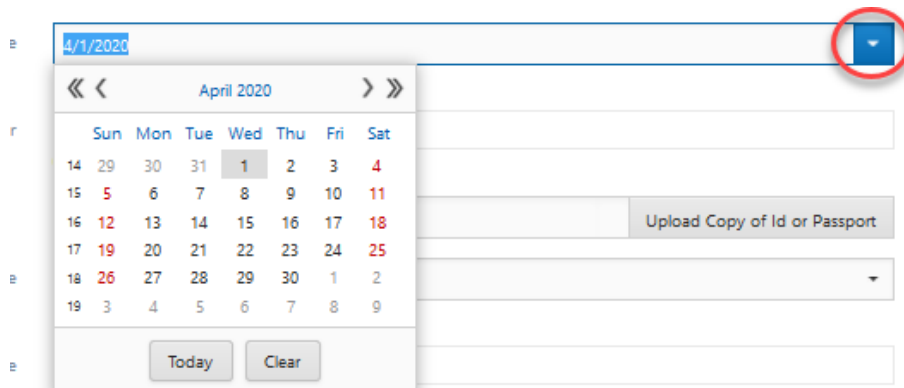 e
4/1/2020
April 2020
r
Sun Mon Tue Wed Thu Fri Sat
14 29 30 31 1 2 3 4
15 5 6 7 8 9 10 11
16 12 13 14 15 16 17 18
Upload Copy of Id or Passport
17 19 20 21 22 23 24 25
e
18 26 27 28 29 30 1 2
19 3 4 5 6 7 8 9
Today Clear
e